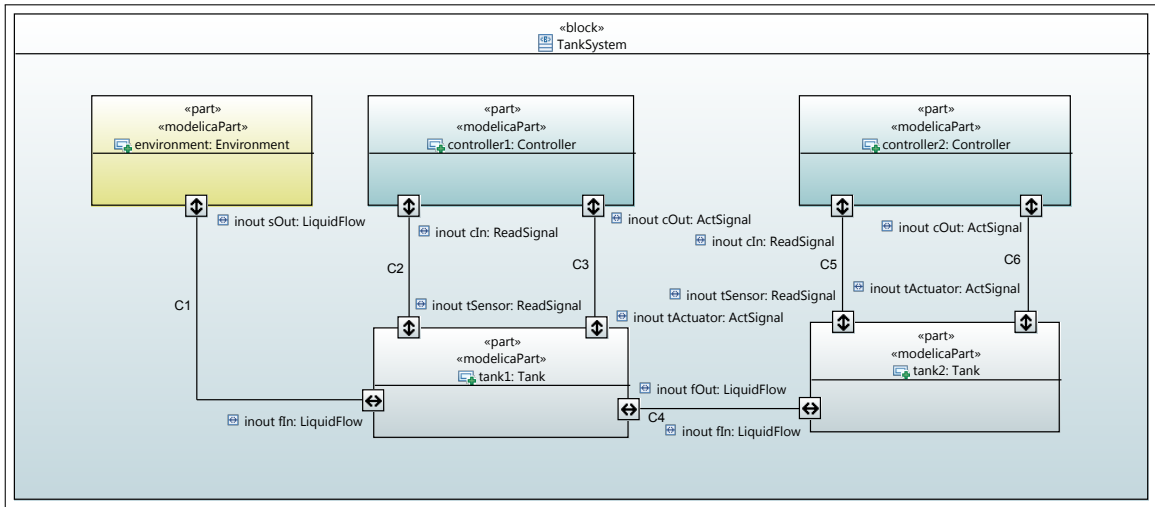 «block»
TankSystem
«part»
«modelicaPart»
environment: Environment
«part»
«modelicaPart»
controller1: Controller
«part»
«modelicaPart»
controller2: Controller
inout sOut: LiquidFlow
inout cIn: ReadSignal
inout cOut: ActSignal
inout cIn: ReadSignal
inout cOut: ActSignal
C1
C2
C3
C5
C6
inout tSensor: ReadSignal
inout tActuator: ActSignal
inout tSensor: ReadSignal
inout tActuator: ActSignal
«part»
«modelicaPart»
tank1: Tank
«part»
«modelicaPart»
tank2: Tank
inout fIn: LiquidFlow
inout fOut: LiquidFlow
C4
inout fIn: LiquidFlow